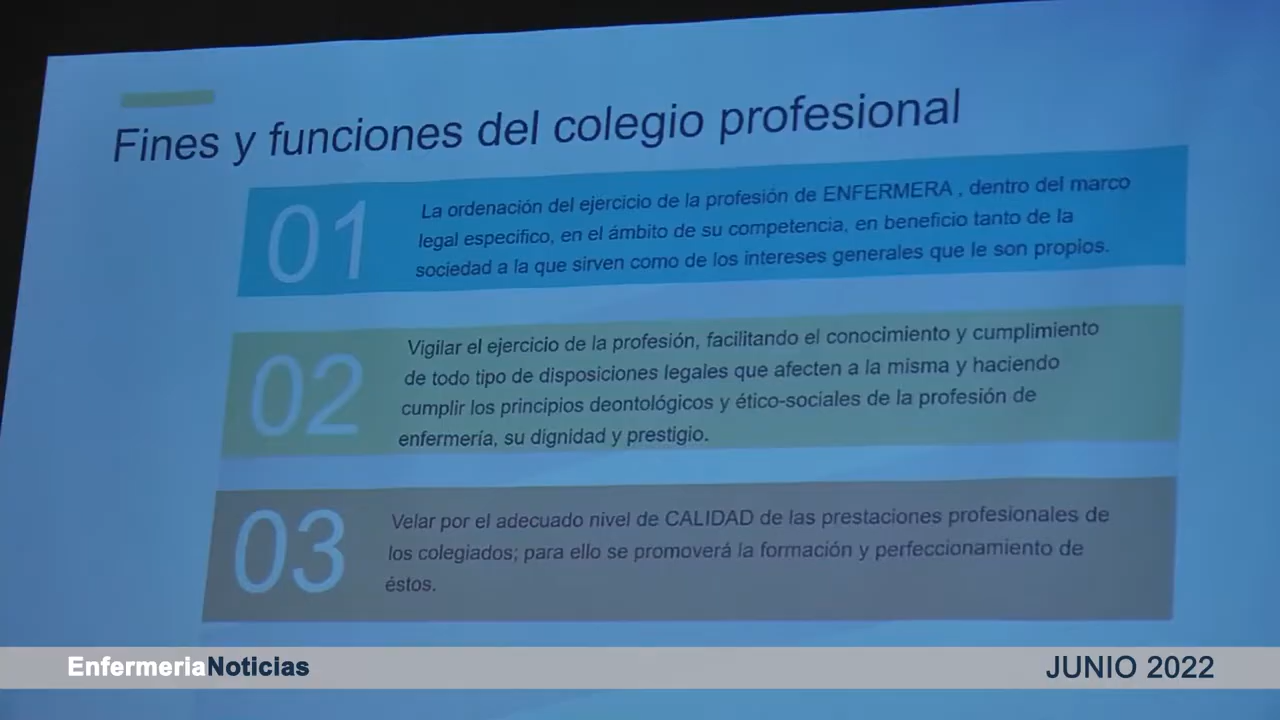 Fines y funciones del colegio profesional
01
La ordenación del ejercicio de la profesión de ENFERMERA , dentro del marco
legal especifico, en el ámbito de su competencia, en beneficio tanto de la
sociedad a la que sirven como de los intereses generales que le son propios.
02
Vigilar el ejercicio de la profesión, facilitando el conocimiento y cumplimiento
de todo tipo de disposiciones legales que afecten a la misma y haciendo
cumplir los principios deontológicos y ético-sociales de la profesión de
enfermería, su dignidad y prestigio.
03
Velar por el adecuado nivel de CALIDAD de las prestaciones profesionales de
los colegiados; para ello se promoverá la formación y perfeccionamiento de
éstos.
EnfermeriaNoticias
JUNIO 2022